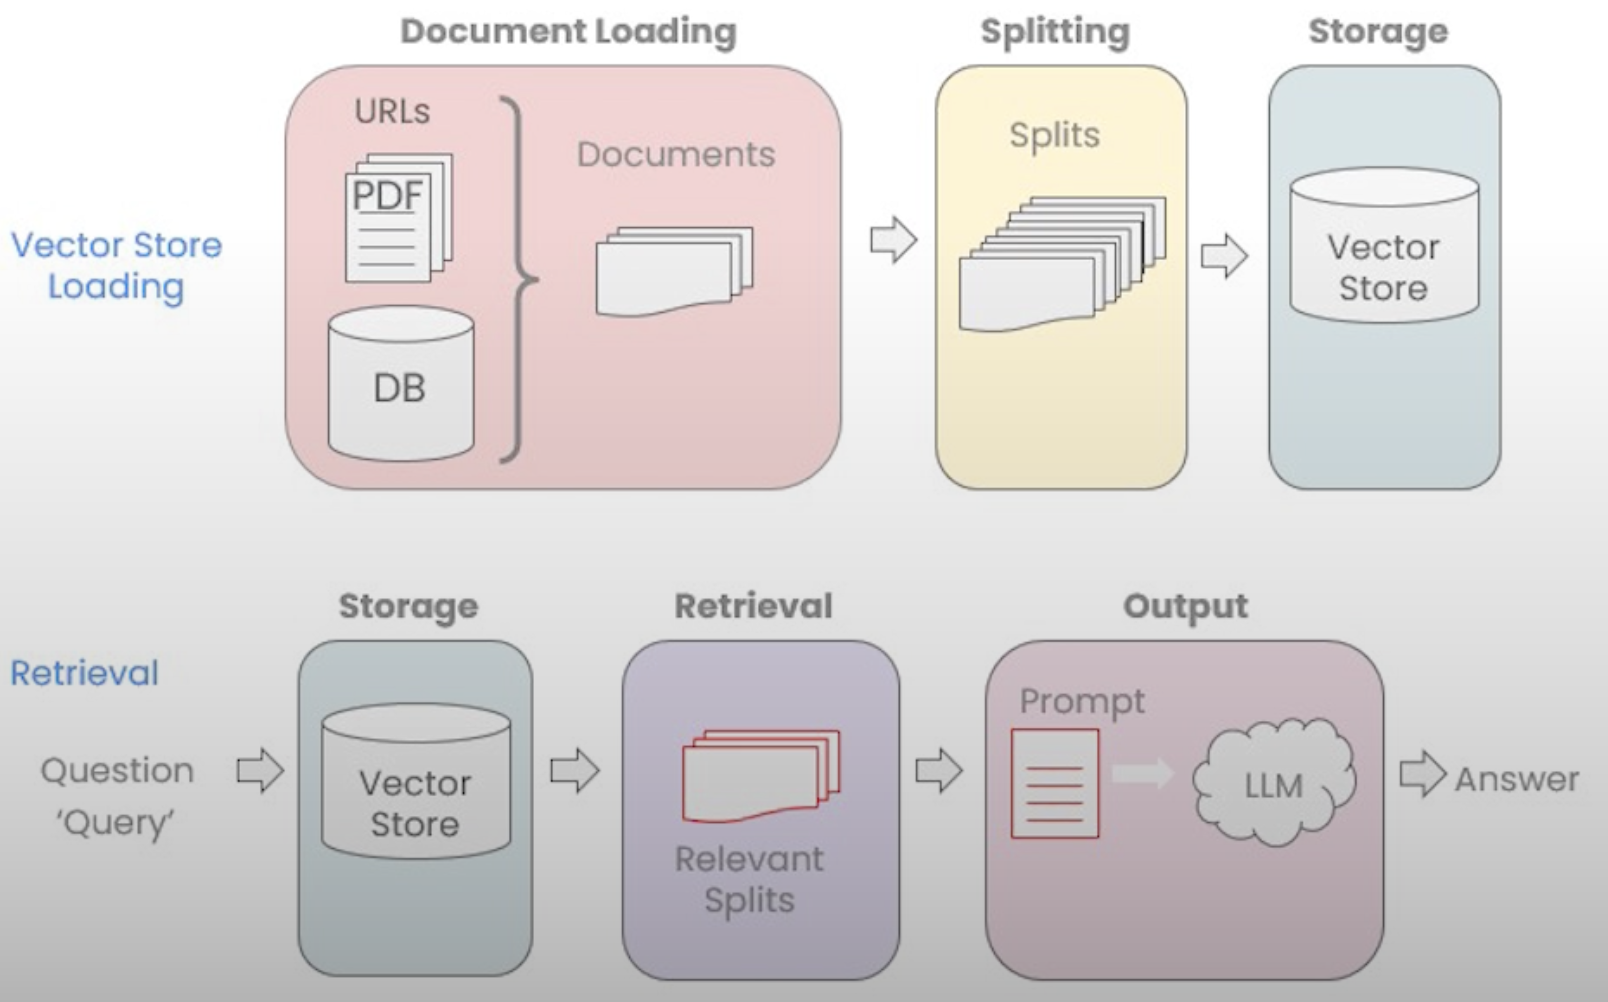 Document Loading
Splitting
Storage
URLs
PDF
DB
Documents
Splits
Vector
Store
Vector Store
Loading
Storage
Retrieval
Output
Retrieval
Question
‘Query’
Vector
Store
Relevant
Splits
Prompt
LLM
Answer